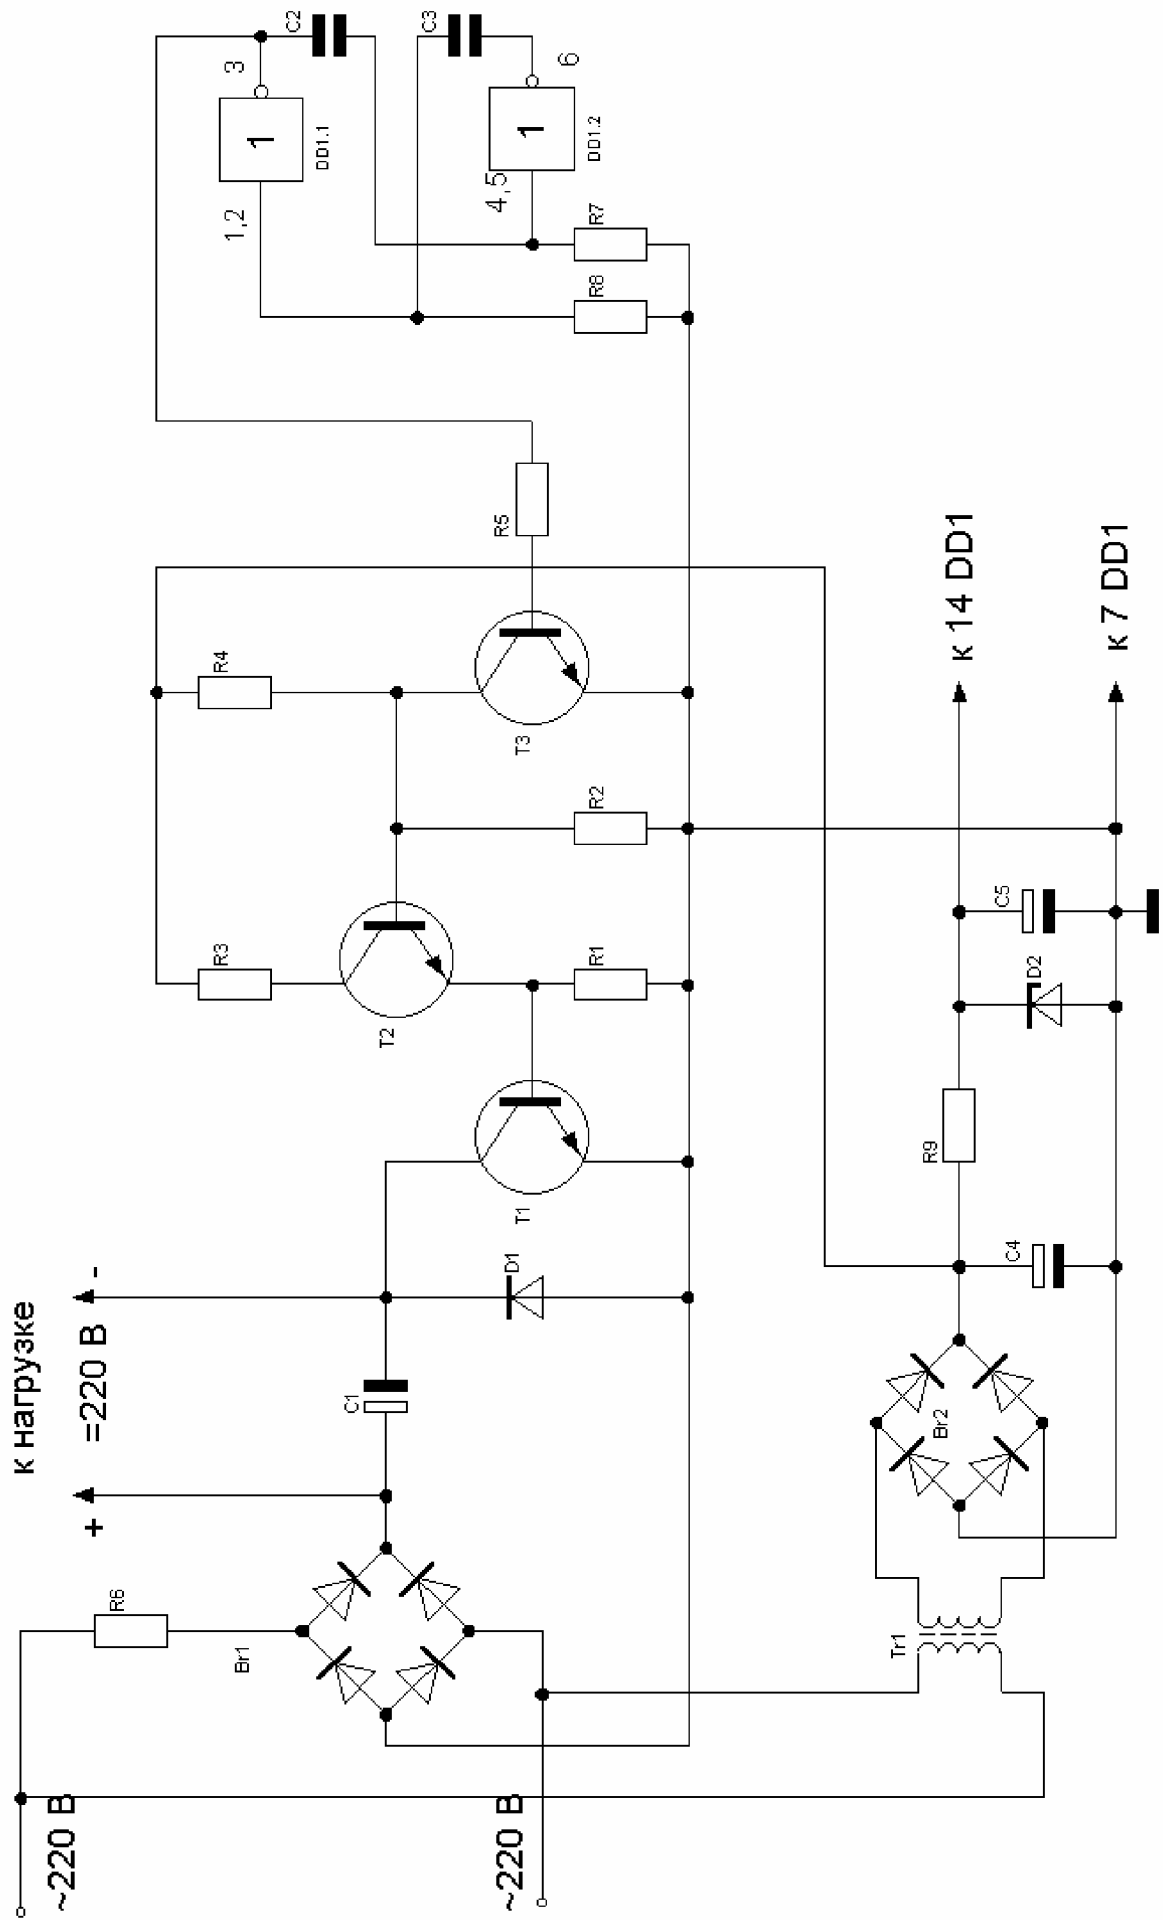 ~220 В
~220 В
R6
Br1
+
к нагрузке
=220 В
-
C1
D1
T1
T2
R3
R1
R2
T3
R4
R5
R8
R7
1,2
1
3
DD1.1
C2
4,5
1
6
DD1.2
C3
Tr1
Br2
C4
R9
D2
C5
к 14 DD1
к 7 DD1